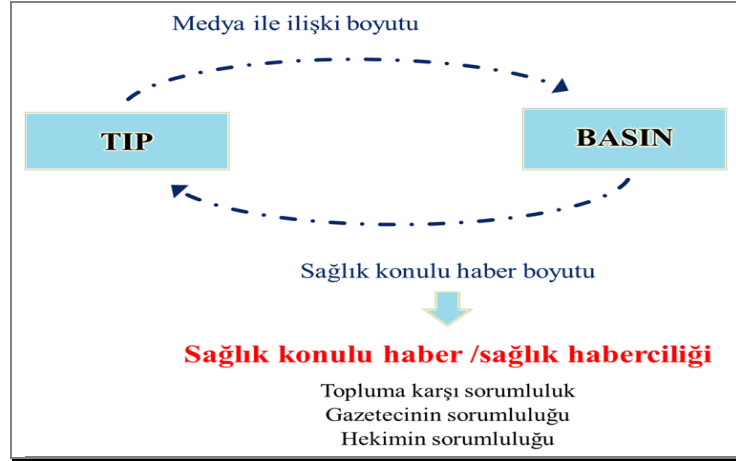 Medya ile ilişki boyutu
TIP
BASIN
Sağlık konulu haber boyutu
Sağlık konulu haber /sağlık haberciliği
Topluma karşı sorumluluk
Gazetecinin sorumluluğu
Hekimin sorumluluğu